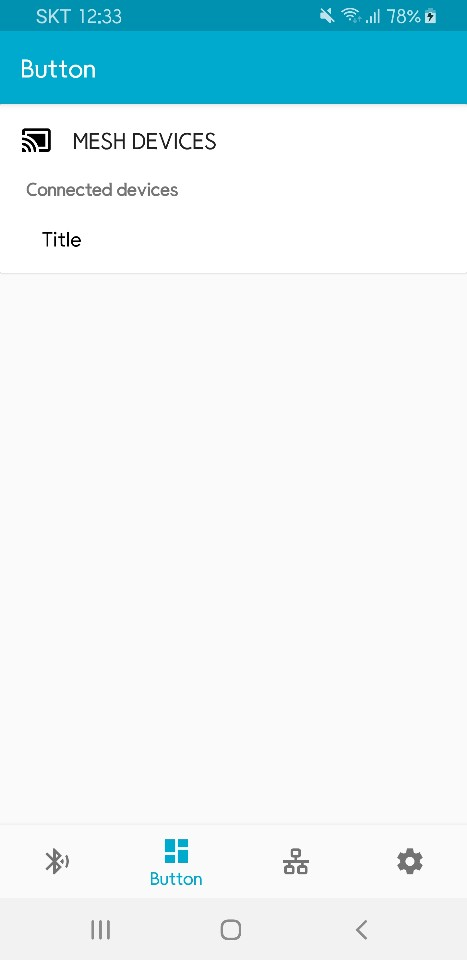 SKT 12:33 78%
Button
MESH DEVICES
Connected devices
Title
Button